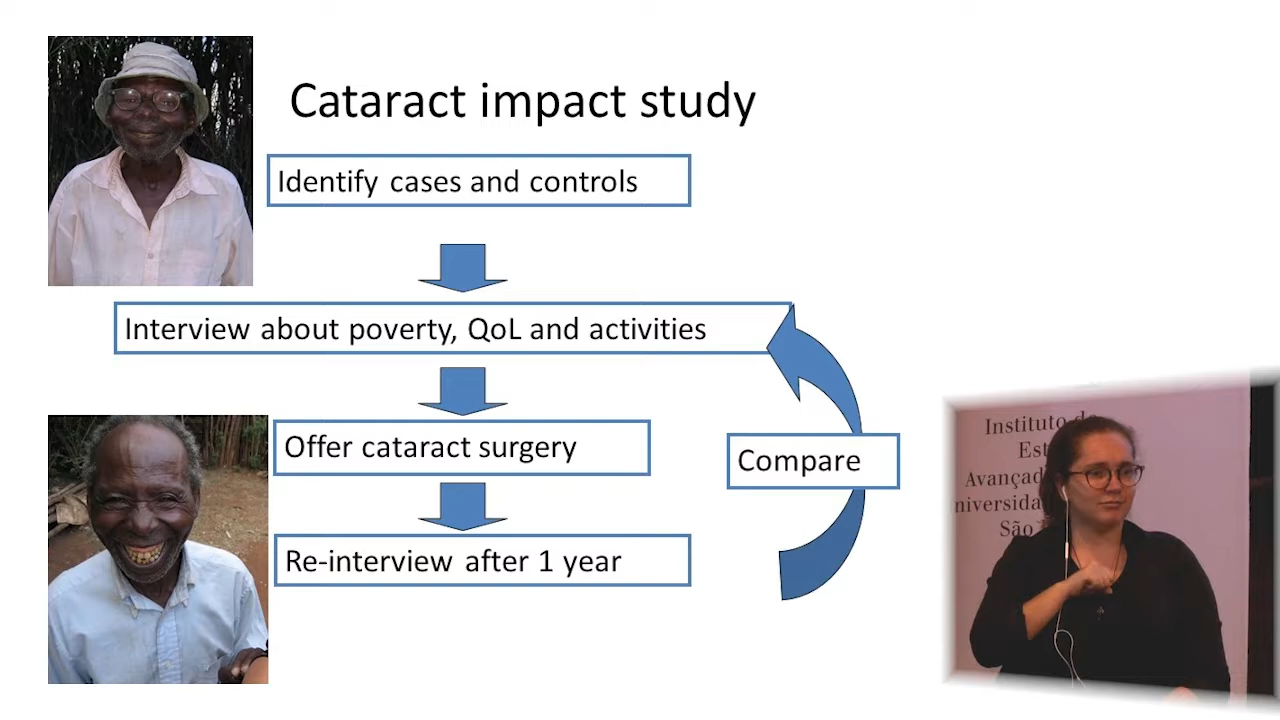 Cataract impact study
Identify cases and controls
Interview about poverty, QoL and activities
Offer cataract surgery
Compare
Re-interview after 1 year
Instituto de
Avançad
São